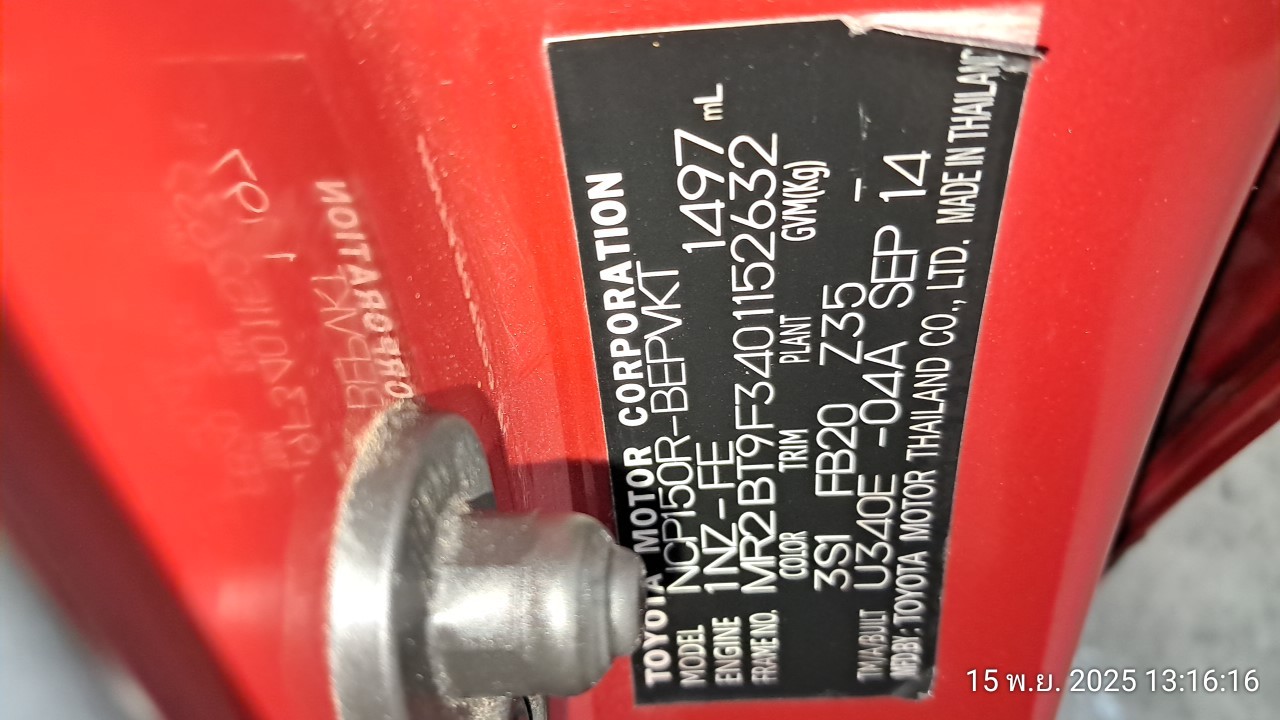 TOYOTA MOTOR CORPORATION
MODEL NCP150R-BEPVKT
ENGINE 1NZ-FE 1497 mL
FRAME NO. MR2BT9F3401152632
COLOR TRIM PLANT GVM(Kg)
3S1 FB20 Z35 -
T/M/A/BUILT U340E -04A SEP 14
MFD.BY : TOYOTA MOTOR THAILAND CO., LTD. MADE IN THAILAND
15 พ.ย. 2025 13:16:16